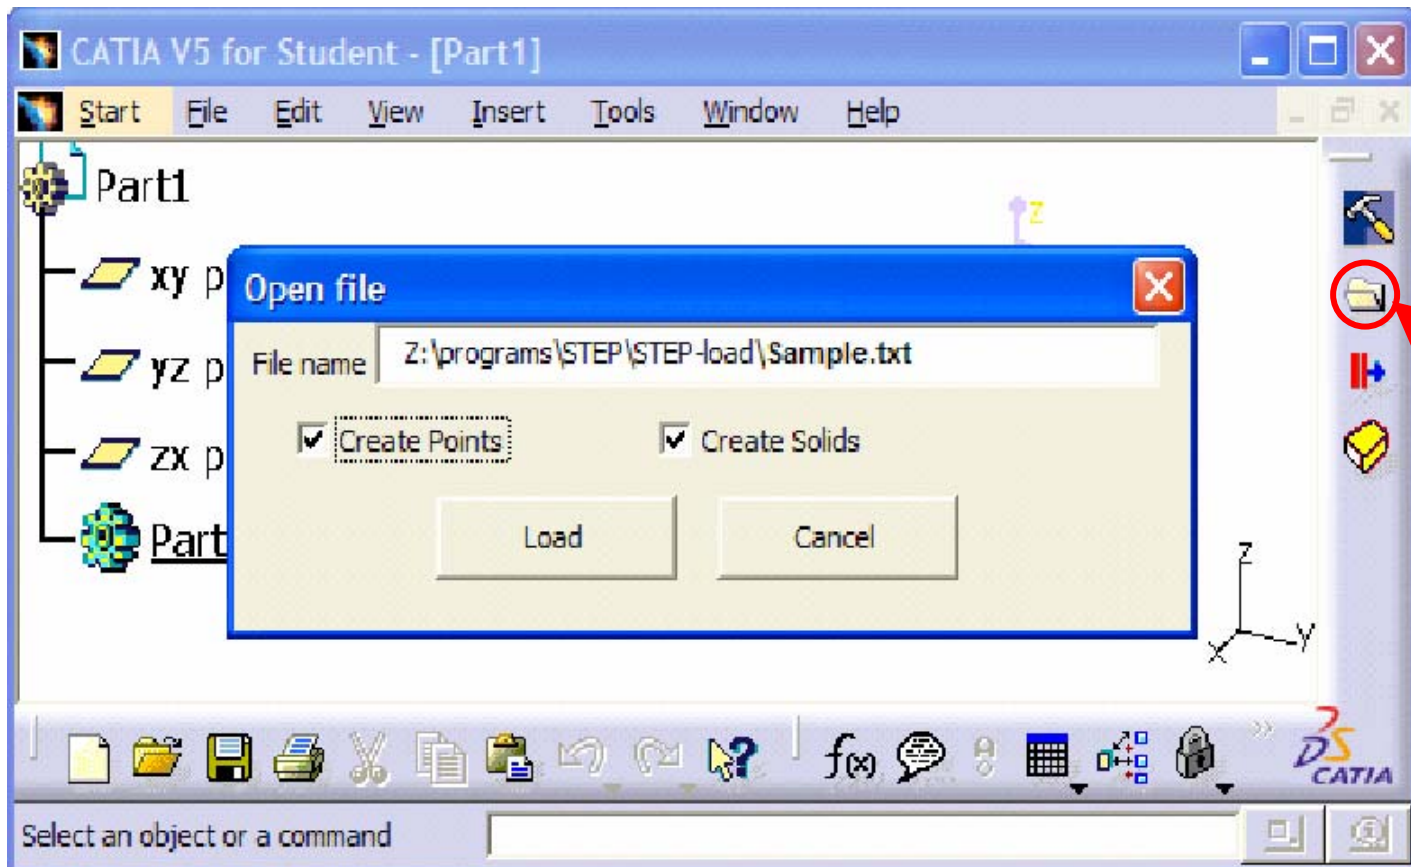 CATIA V5 for Student - [Part1]
Start File Edit View Insert Tools Window Help
Part1
z
xy p
Open file
File name Z:\programs\STEP\STEP-load\Sample.txt
yz p
Create Points Create Solids
zx p
Load Cancel
Part
z
x y
f(x)
DS CATIA
Select an object or a command